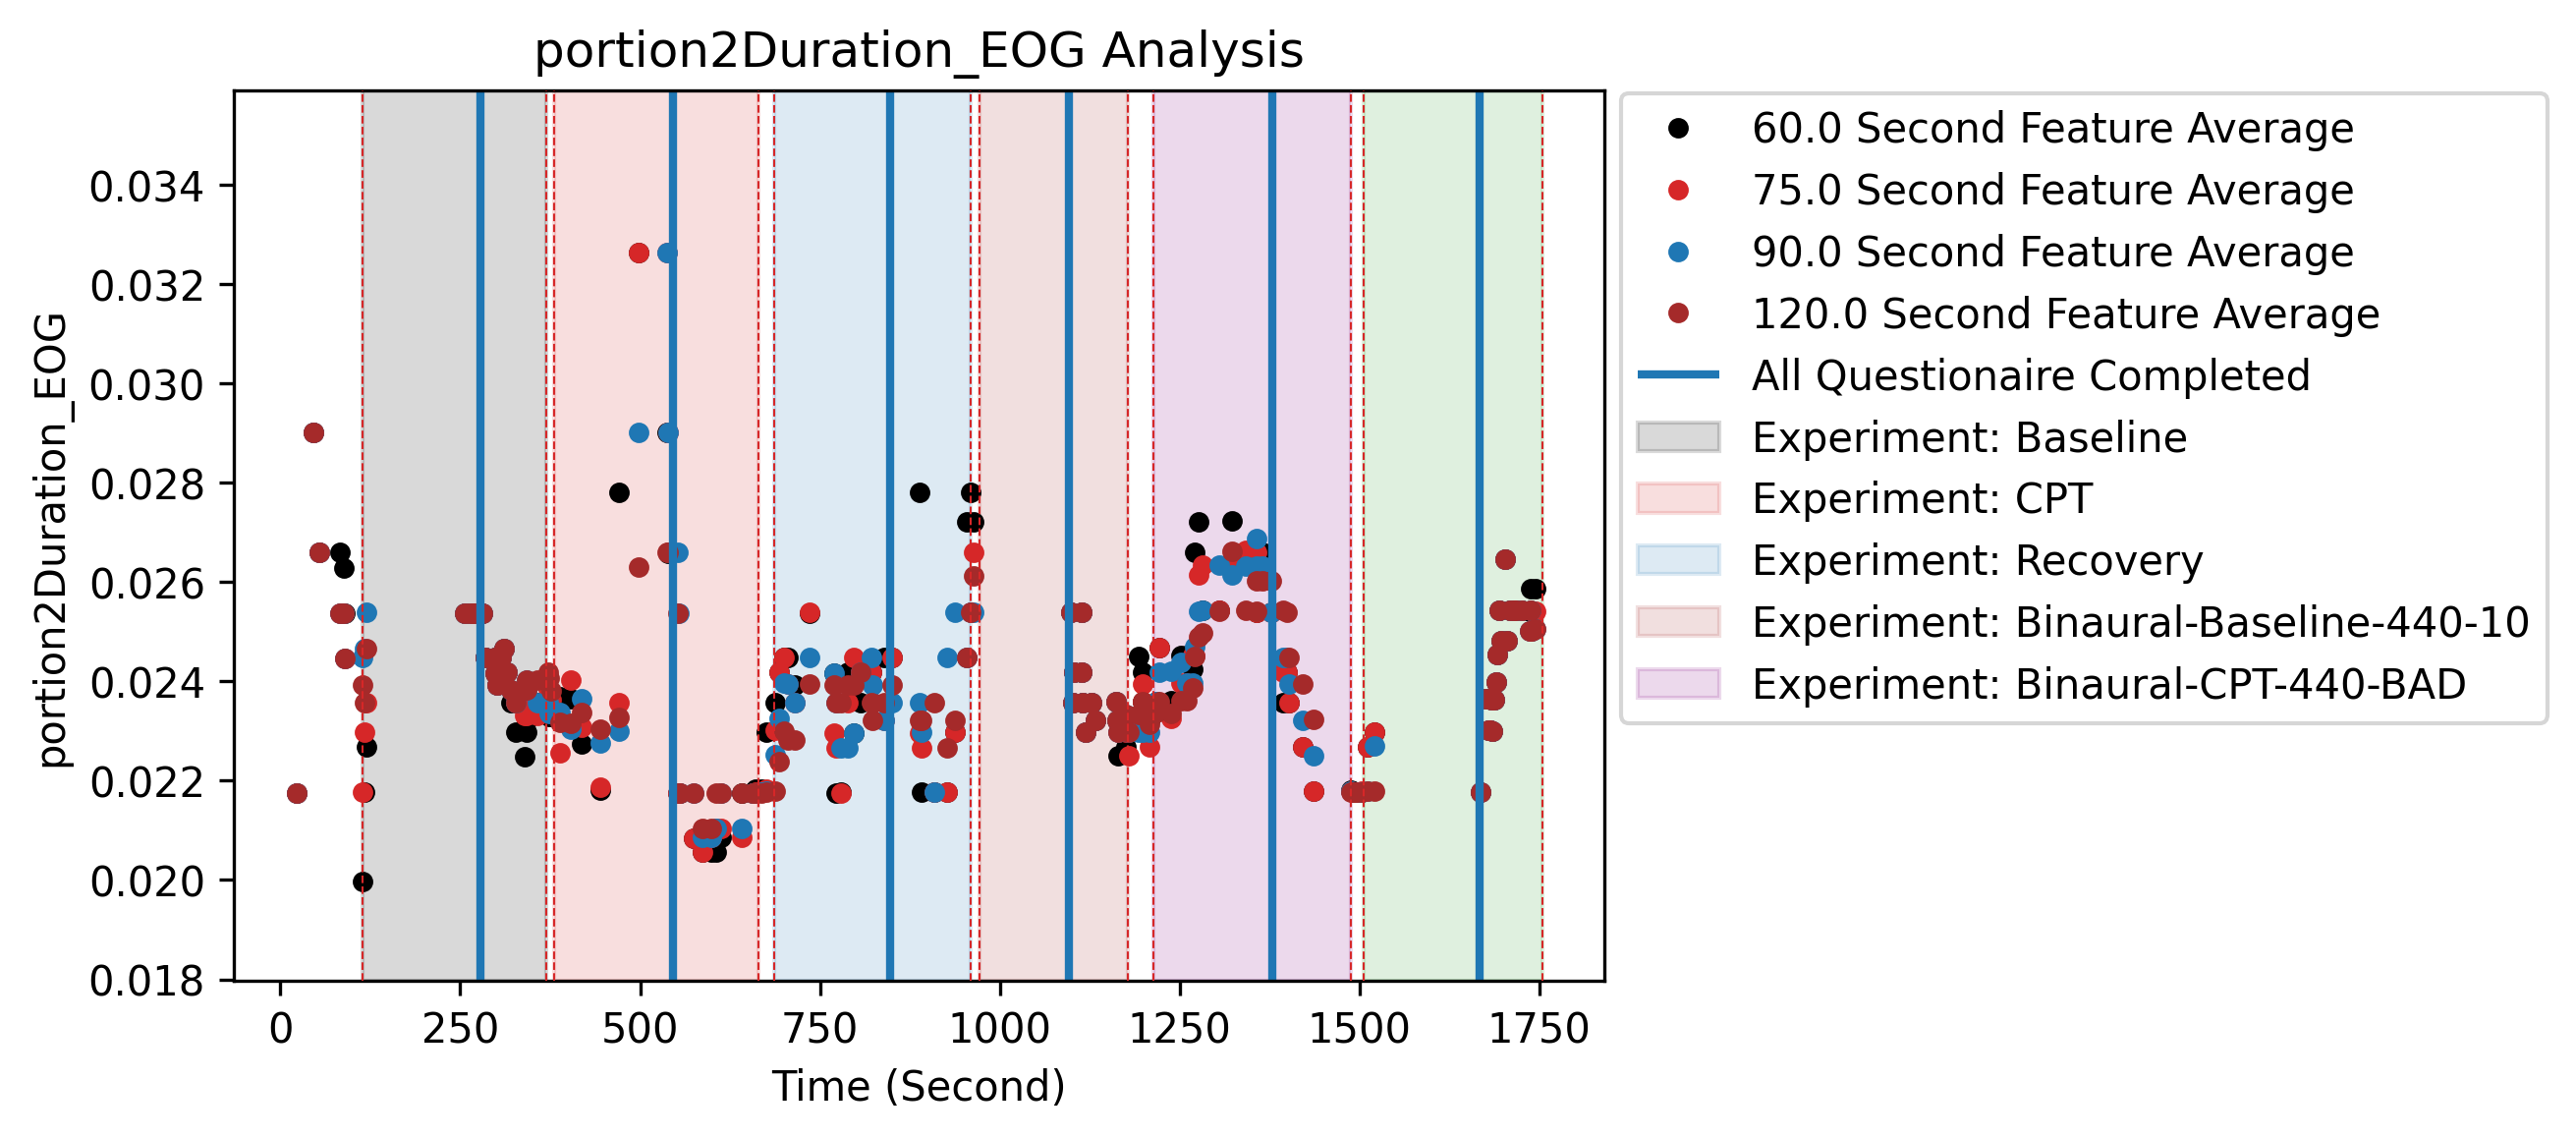 portion2Duration_EOG Analysis
portion2Duration_EOG
0.034
0.032
0.030
0.028
0.026
0.024
0.022
0.020
0.018
0 250 500 750 1000 1250 1500 1750
Time (Second)
60.0 Second Feature Average
75.0 Second Feature Average
90.0 Second Feature Average
120.0 Second Feature Average
All Questionaire Completed
Experiment: Baseline
Experiment: CPT
Experiment: Recovery
Experiment: Binaural-Baseline-440-10
Experiment: Binaural-CPT-440-BAD